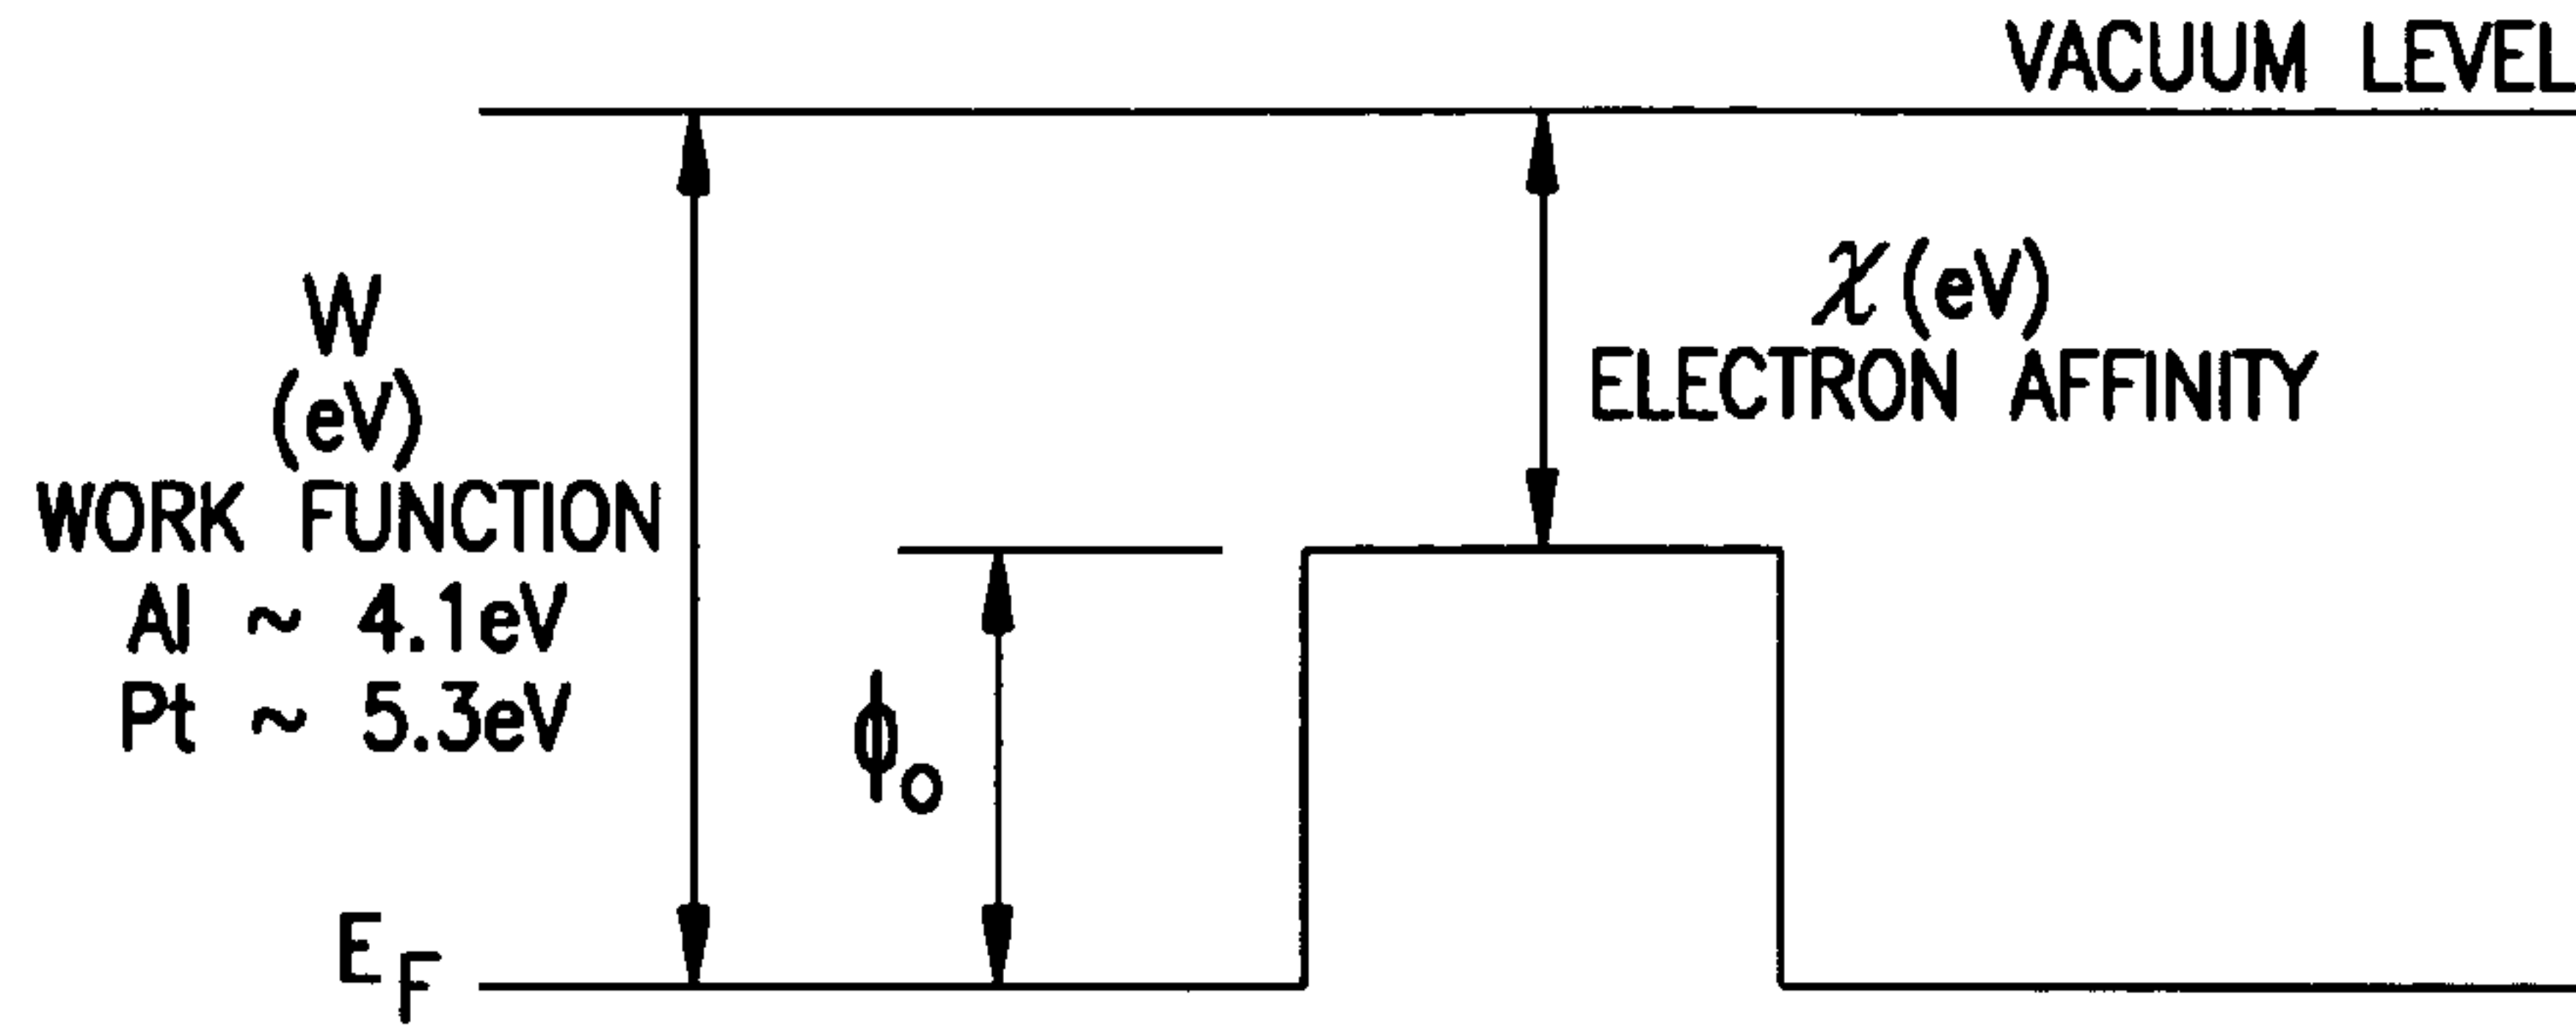 VACUUM LEVEL
W
(eV)
WORK FUNCTION
Al ~ 4.1eV
Pt ~ 5.3eV
χ (eV)
ELECTRON AFFINITY
ϕo
EF